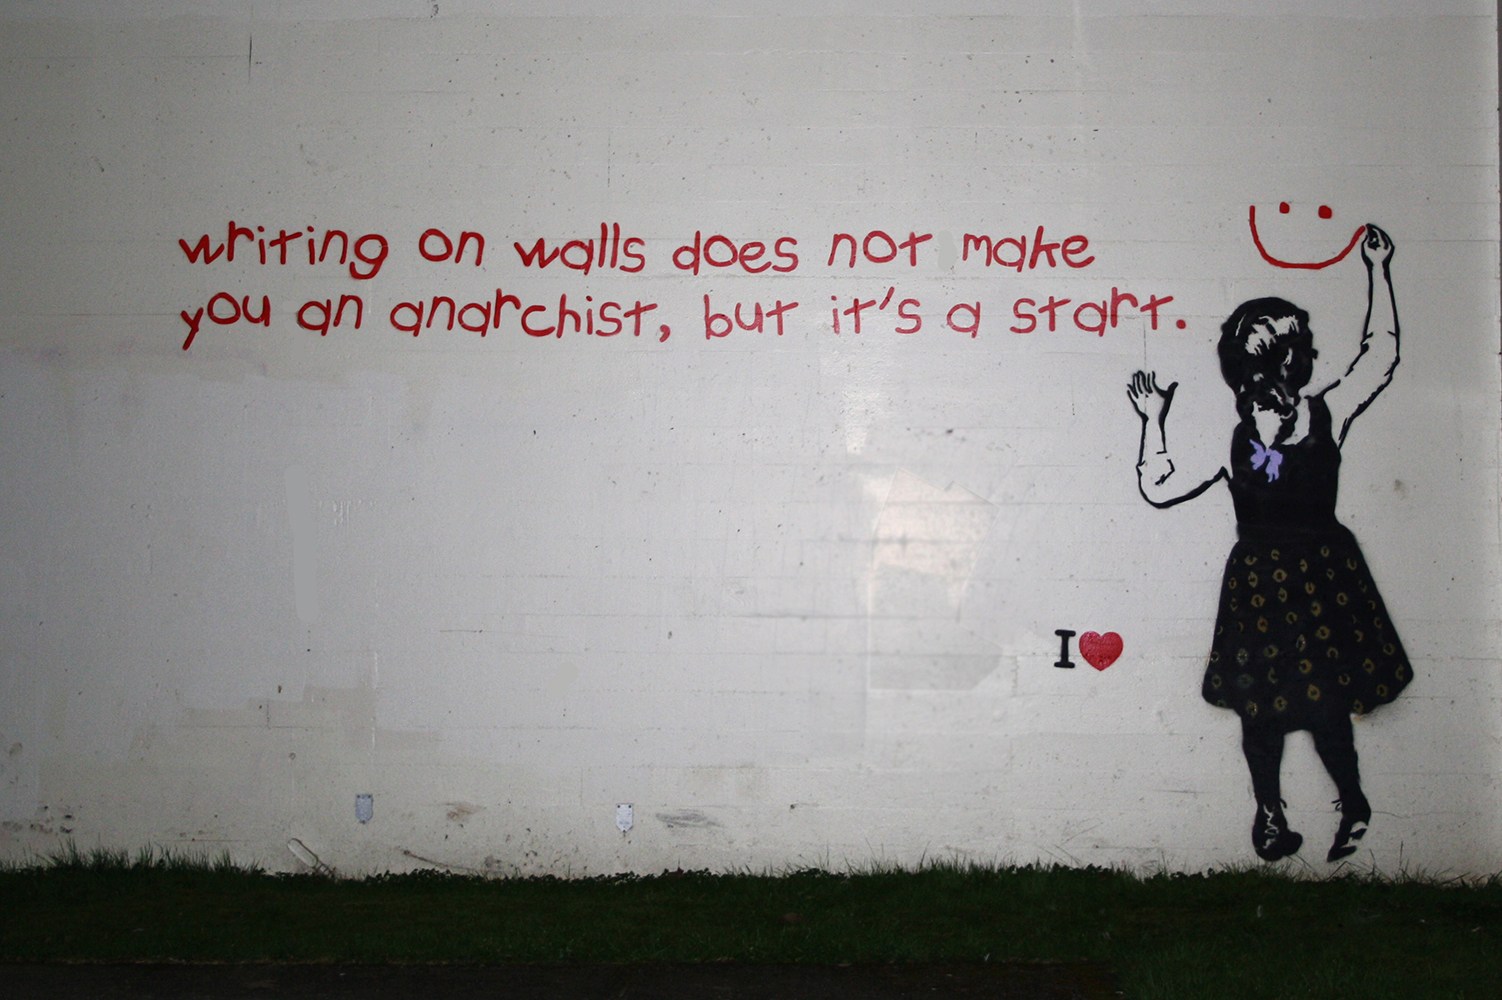 writing on walls does not make
you an anarchist, but it's a start.
I ♥